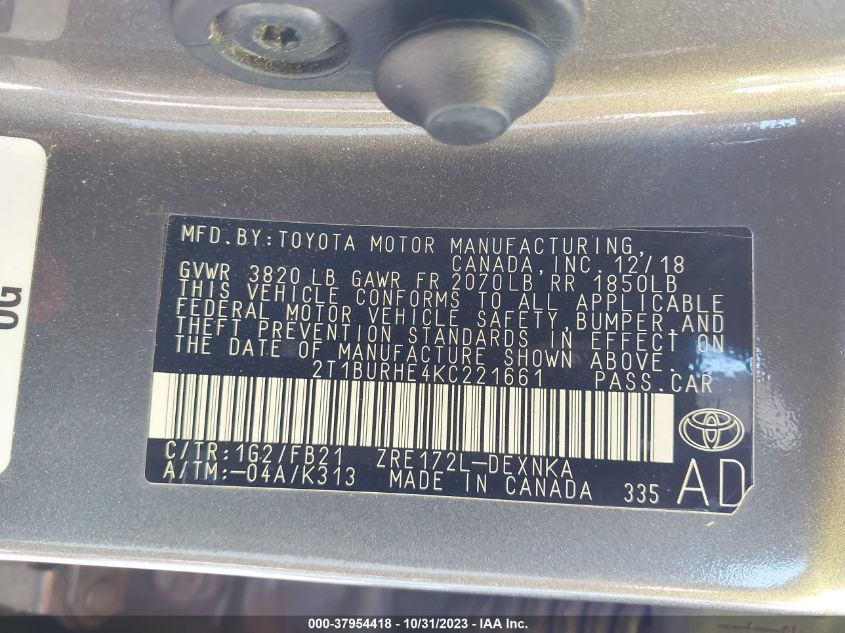 MFD.BY:TOYOTA MOTOR MANUFACTURING,
CANADA,INC. 12/18
GVWR 3820 LB GAWR FR 2070LB RR 1850LB
THIS VEHICLE CONFORMS TO ALL APPLICABLE
FEDERAL MOTOR VEHICLE SAFETY,BUMPER,AND
THEFT PREVENTION STANDARDS IN EFFECT ON
THE DATE OF MANUFACTURE SHOWN ABOVE.
2T1BURHE4KC221661 PASS.CAR
C/TR:1G2/FB21 ZRE172L-DEXNKA
A/TM:-04A/K313 MADE IN CANADA 335 AD
OG
000-37954418 - 10/31/2023 - IAA Inc.